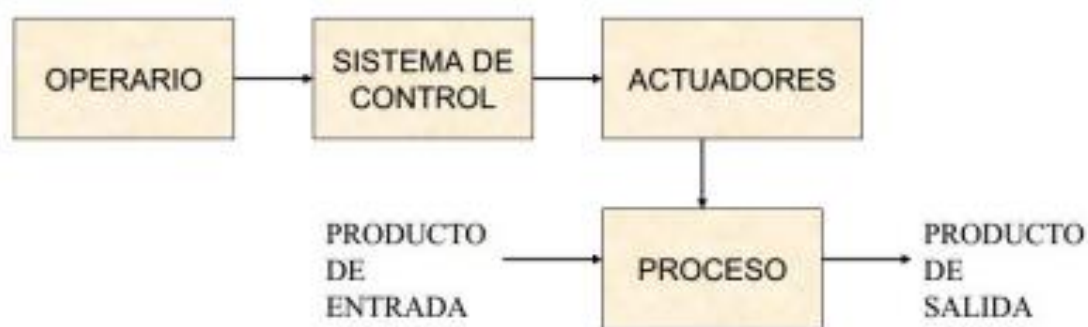 OPERARIO
SISTEMA DE
CONTROL
ACTUADORES
PRODUCTO
DE
ENTRADA
PROCESO
PRODUCTO
DE
SALIDA